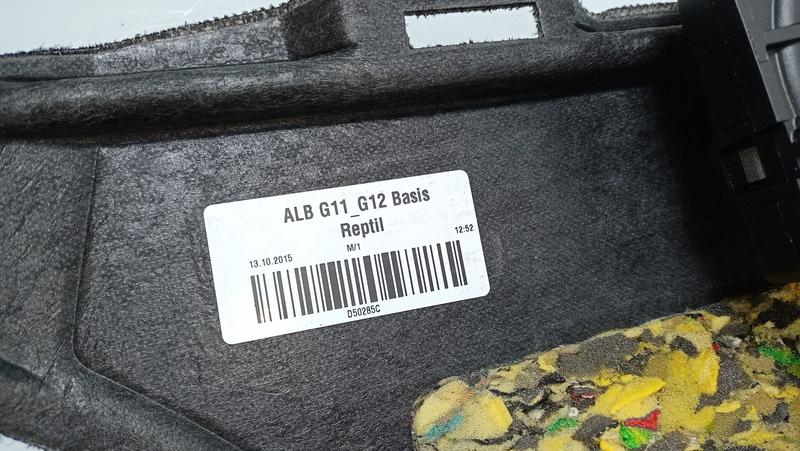 ALB G11_G12 Basis
Reptil
M/1
13.10.2015 12:52
D50285C